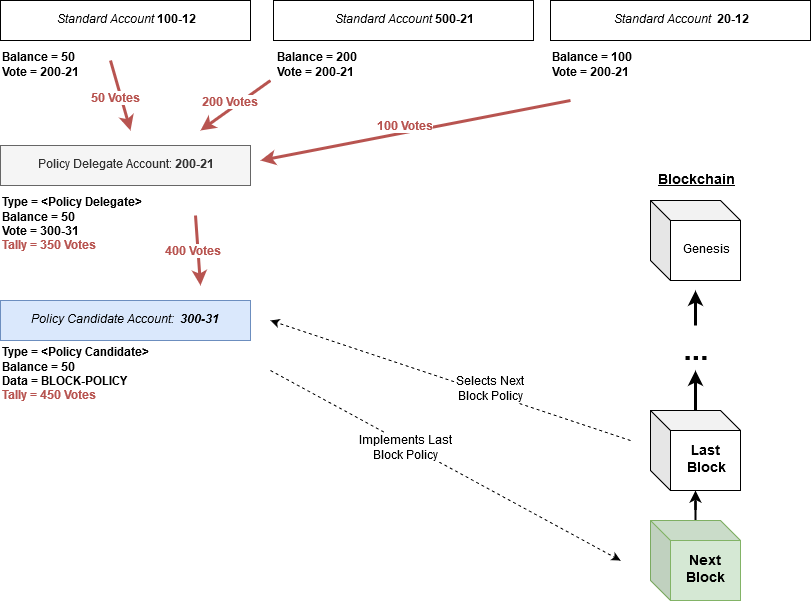 Standard Account 100-12
Standard Account 500-21
Standard Account 20-12
Balance = 50
Vote = 200-21
Balance = 200
Vote = 200-21
Balance = 100
Vote = 200-21
50 Votes
200 Votes
100 Votes
Policy Delegate Account: 200-21
Type = <Policy Delegate>
Balance = 50
Vote = 300-31
Tally = 350 Votes
400 Votes
Policy Candidate Account: 300-31
Type = <Policy Candidate>
Balance = 50
Data = BLOCK-POLICY
Tally = 450 Votes
Selects Next
Block Policy
Implements Last
Block Policy
Blockchain
Genesis
...
Last
Block
Next
Block